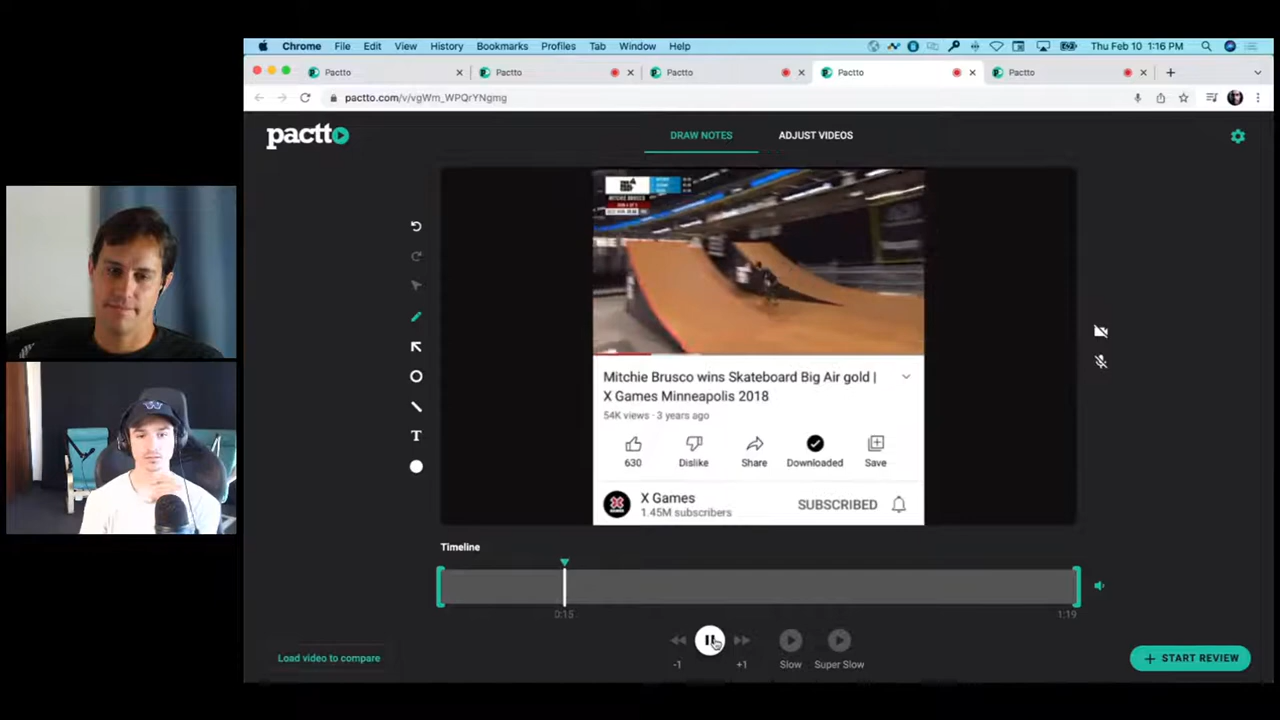 Chrome File Edit View History Bookmarks Profiles Tab Window Help Thu Feb 10 1:16 PM
Pactto Pactto Pactto Pactto Pactto
pactto.com/v/vgWm_WPQrYNgmg
pactto DRAW NOTES ADJUST VIDEOS
MITCHIE BRUSCO
Mitchie Brusco wins Skateboard Big Air gold |
X Games Minneapolis 2018
54K views · 3 years ago
630 Dislike Share Downloaded Save
X Games
1.45M subscribers
SUBSCRIBED
T
W
Timeline
0:15 1:19
-1 +1 Slow Super Slow
Load video to compare
START REVIEW